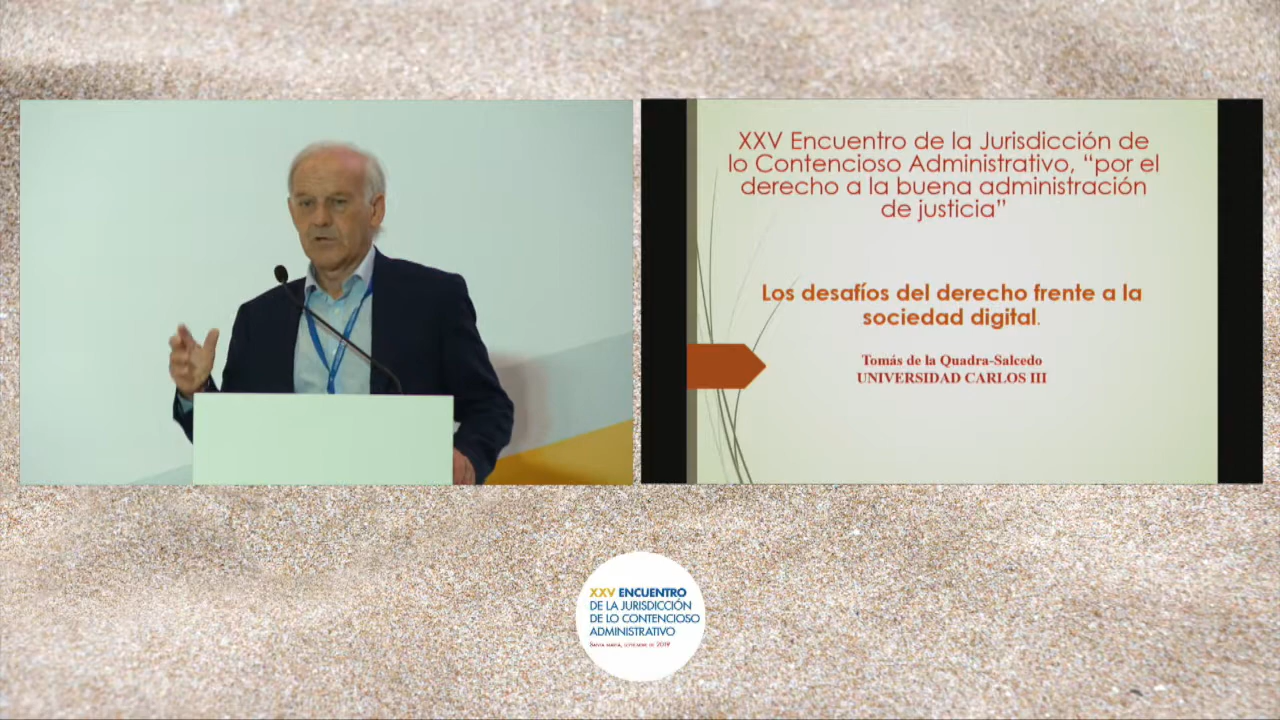 XXV Encuentro de la Jurisdicción de
lo Contencioso Administrativo, “por el
derecho a la buena administración
de justicia”
Los desafíos del derecho frente a la
sociedad digital.
Tomás de la Quadra-Salcedo
UNIVERSIDAD CARLOS III
XXV ENCUENTRO
DE LA JURISDICCIÓN
DE LO CONTENCIOSO
ADMINISTRATIVO
2019